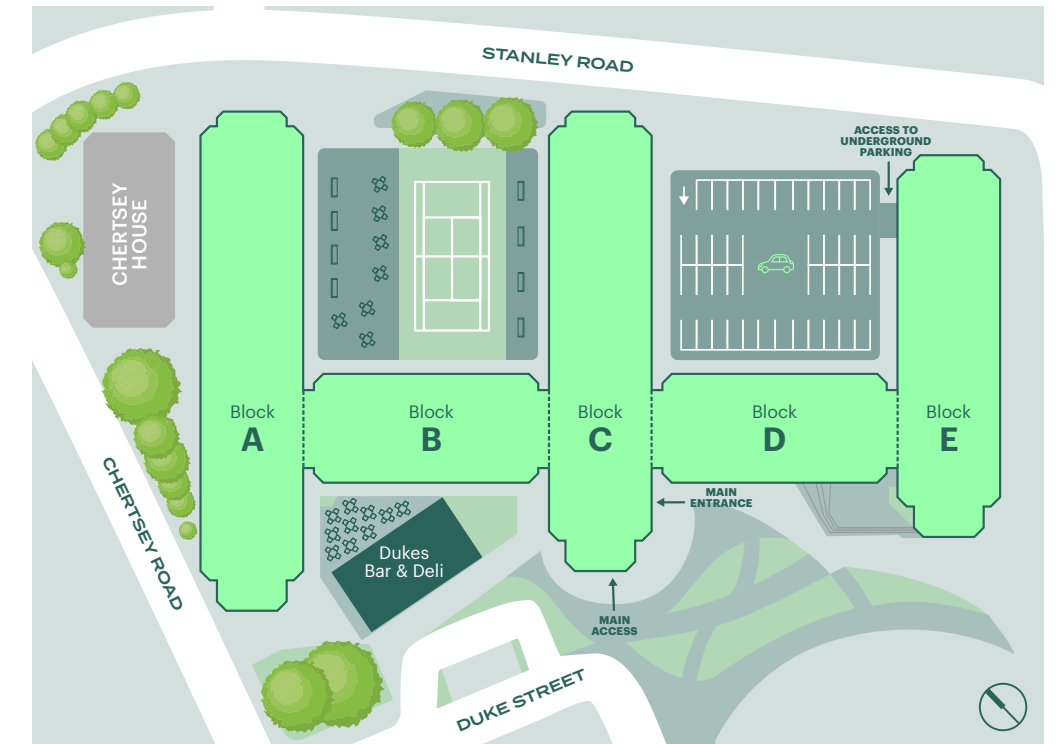 STANLEY ROAD
ACCESS TO
UNDERGROUND
PARKING
CHERTSEY
HOUSE
Block
A
Block
B
Block
C
Block
D
Block
E
MAIN
ENTRANCE
Dukes
Bar & Deli
CHERTSEY ROAD
MAIN
ACCESS
DUKE STREET